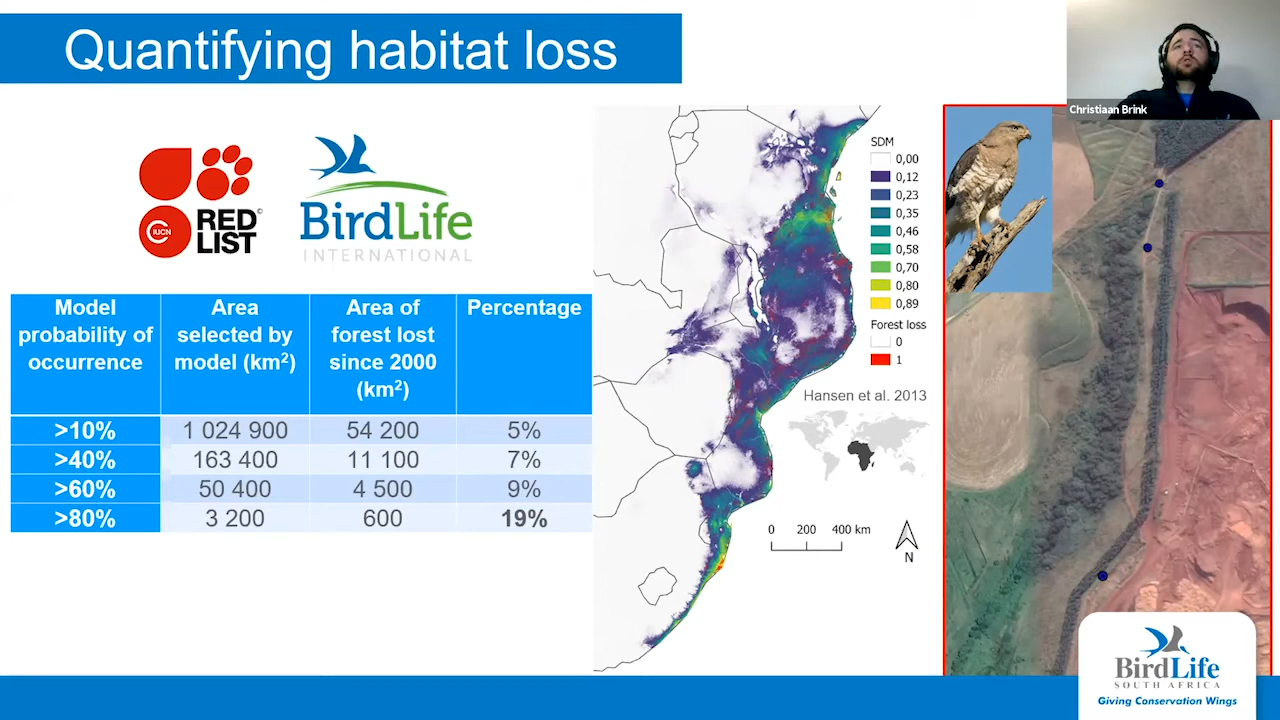 Quantifying habitat loss
Christiaan Brink
IUCN
RED
LIST
©
BirdLife
INTERNATIONAL
Model probability of occurrence
Area selected by model (km²)
Area of forest lost since 2000 (km²)
Percentage
>10% 1 024 900 54 200 5%
>40% 163 400 11 100 7%
>60% 50 400 4 500 9%
>80% 3 200 600 19%
SDM
0,00
0,12
0,23
0,35
0,46
0,58
0,70
0,80
0,89
Forest loss
0
1
Hansen et al. 2013
0 200 400 km
N
BirdLife
SOUTH AFRICA
Giving Conservation Wings